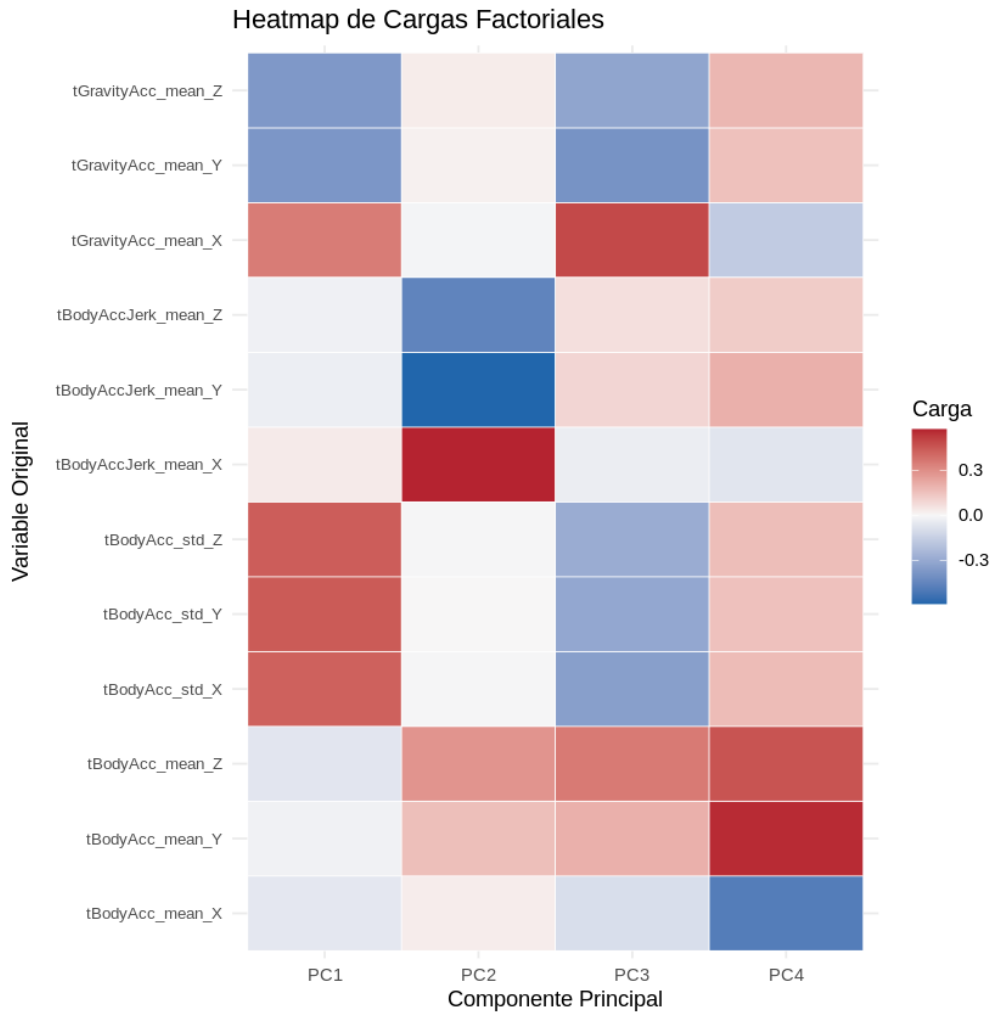 Heatmap de Cargas Factoriales
Variable Original
tGravityAcc_mean_Z
tGravityAcc_mean_Y
tGravityAcc_mean_X
tBodyAccJerk_mean_Z
tBodyAccJerk_mean_Y
tBodyAccJerk_mean_X
tBodyAcc_std_Z
tBodyAcc_std_Y
tBodyAcc_std_X
tBodyAcc_mean_Z
tBodyAcc_mean_Y
tBodyAcc_mean_X
PC1 PC2 PC3 PC4
Componente Principal
Carga
0.3
0.0
-0.3